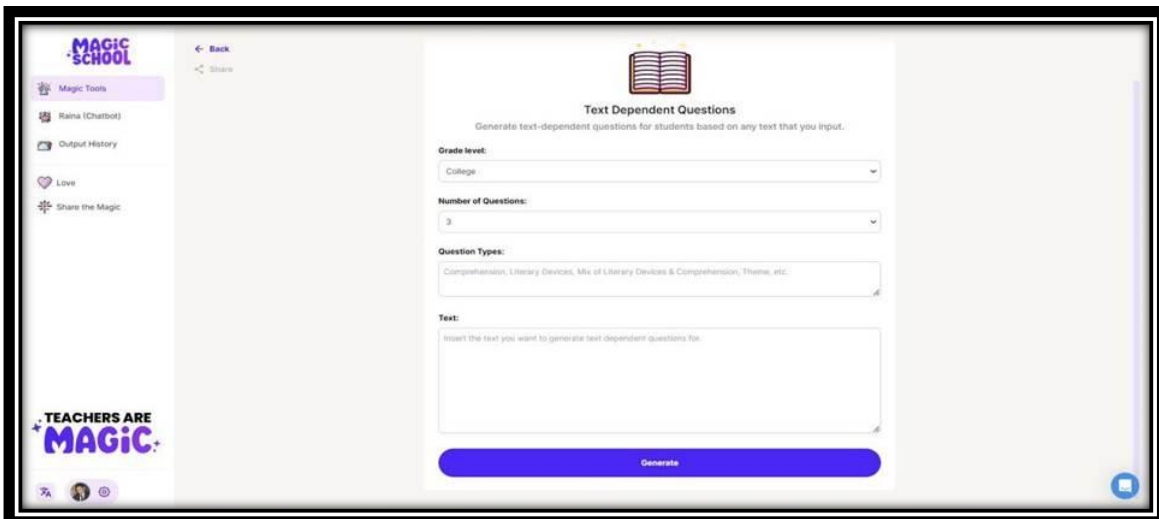 MAGiC
SCHOOL
Magic Tools
Raina (Chatbot)
Output History
Love
Share the Magic
TEACHERS ARE
MAGiC
Back
Share
Text Dependent Questions
Generate text-dependent questions for students based on any text that you input.
Grade level:
College
Number of Questions:
3
Question Types:
Comprehension, Literary Devices, Mix of Literary Devices & Comprehension, Theme, etc.
Text:
Insert the text you want to generate text dependent questions for.
Generate